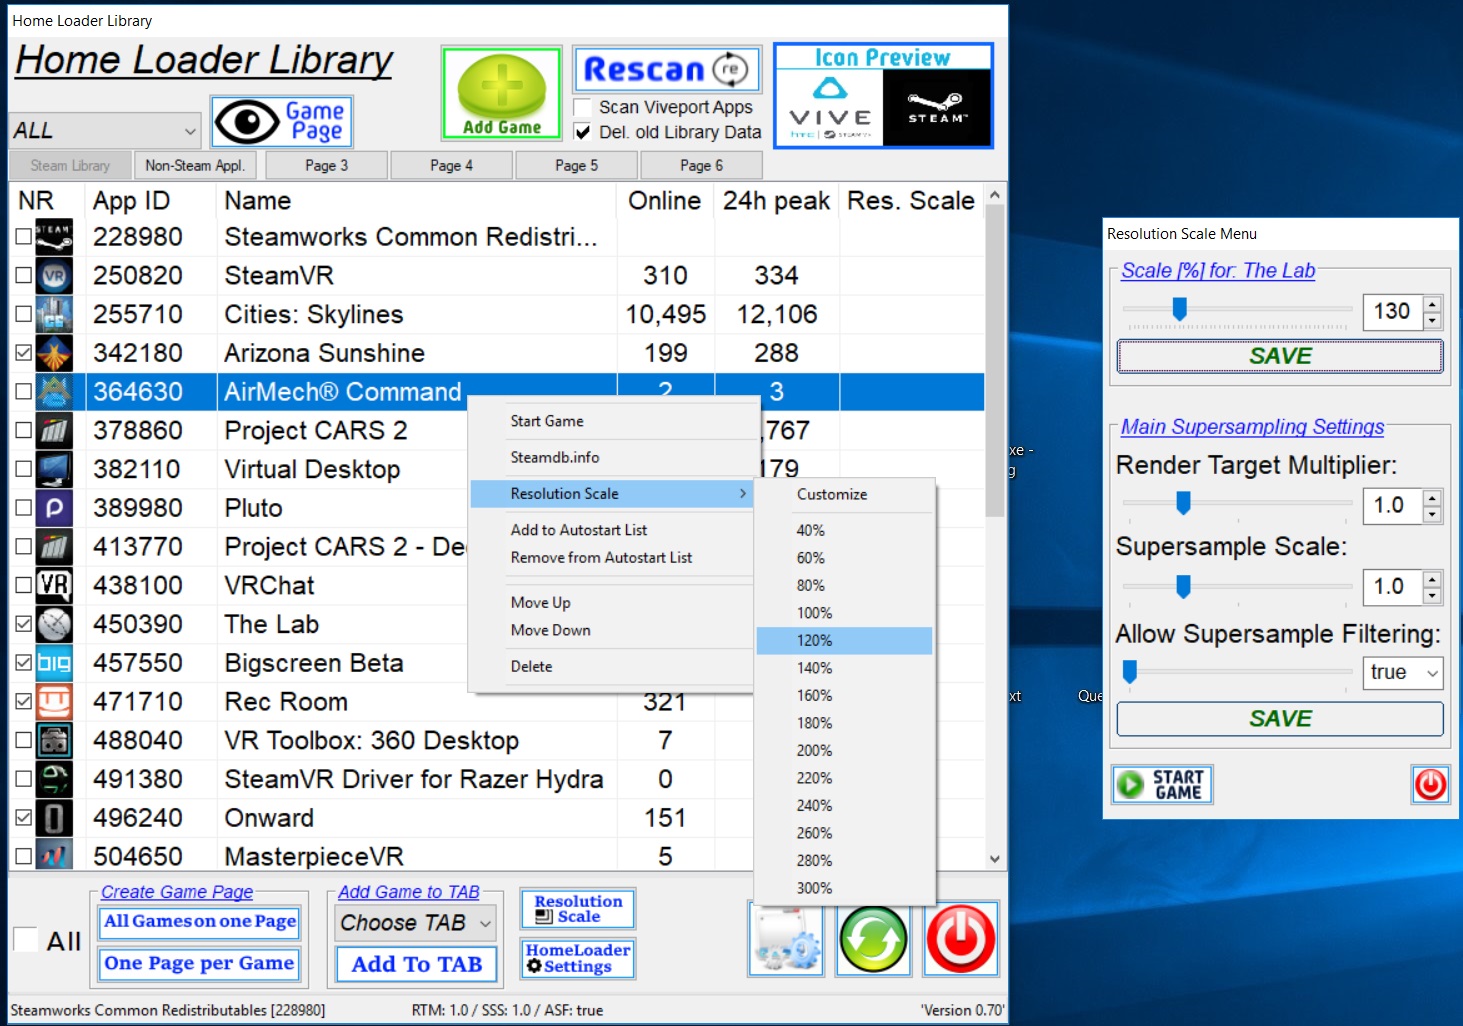 Home Loader Library
Home Loader Library
ALL
Game Page
Add Game
Rescan re
Scan Viveport Apps
Del. old Library Data
Icon Preview
VIVE
htc | STEAMVR
STEAM™
Steam Library Non-Steam Appl. Page 3 Page 4 Page 5 Page 6
NR App ID Name Online 24h peak Res. Scale
STEAM 228980 Steamworks Common Redistri...
VR 250820 SteamVR 310 334
255710 Cities: Skylines 10,495 12,106
342180 Arizona Sunshine 199 288
364630 AirMech® Command 2 3
378860 Project CARS 2 ,767
382110 Virtual Desktop 179
389980 Pluto
413770 Project CARS 2 - De
VR 438100 VRChat
450390 The Lab
big 457550 Bigscreen Beta
471710 Rec Room 321
488040 VR Toolbox: 360 Desktop 7
491380 SteamVR Driver for Razer Hydra 0
496240 Onward 151
504650 MasterpieceVR 5
Start Game
Steamdb.info
Resolution Scale
Add to Autostart List
Remove from Autostart List
Move Up
Move Down
Delete
Customize
40%
60%
80%
100%
120%
140%
160%
180%
200%
220%
240%
260%
280%
300%
All
Create Game Page
All Games on one Page
One Page per Game
Add Game to TAB
Choose TAB
Add To TAB
Resolution Scale
HomeLoader Settings
Steamworks Common Redistributables [228980] RTM: 1.0 / SSS: 1.0 / ASF: true 'Version 0.70'
xe -
g
xt
Que
Resolution Scale Menu
Scale [%] for: The Lab
130
SAVE
Main Supersampling Settings
Render Target Multiplier:
1.0
Supersample Scale:
1.0
Allow Supersample Filtering:
true
SAVE
START GAME